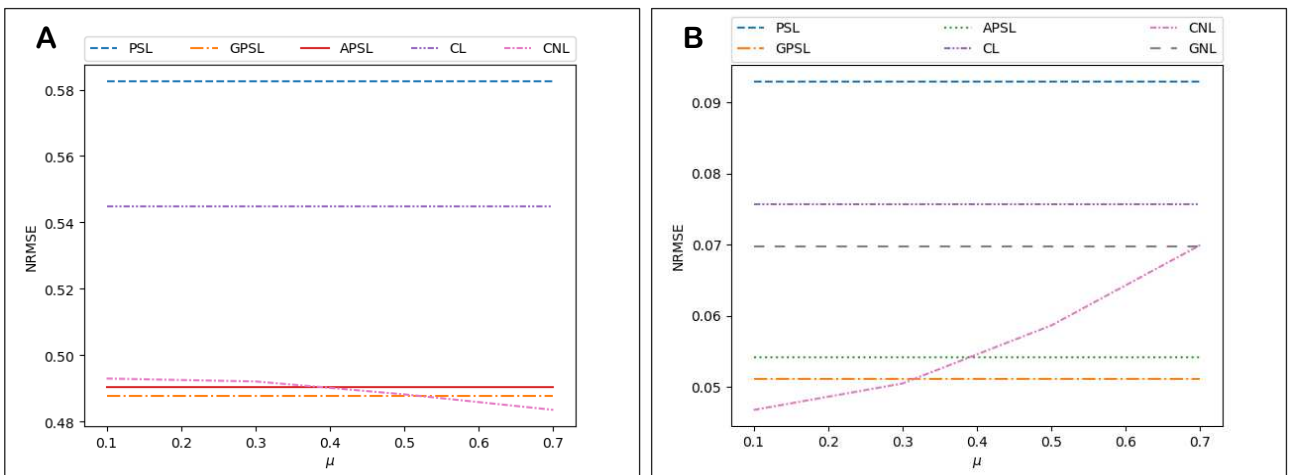 A
PSL GPSL APSL CL CNL
0.58
0.56
0.54
0.52
0.50
0.48
NRMSE
0.1 0.2 0.3 0.4 0.5 0.6 0.7
μ
B
PSL APSL CNL
GPSL CL GNL
0.09
0.08
0.07
0.06
0.05
NRMSE
0.1 0.2 0.3 0.4 0.5 0.6 0.7
μ